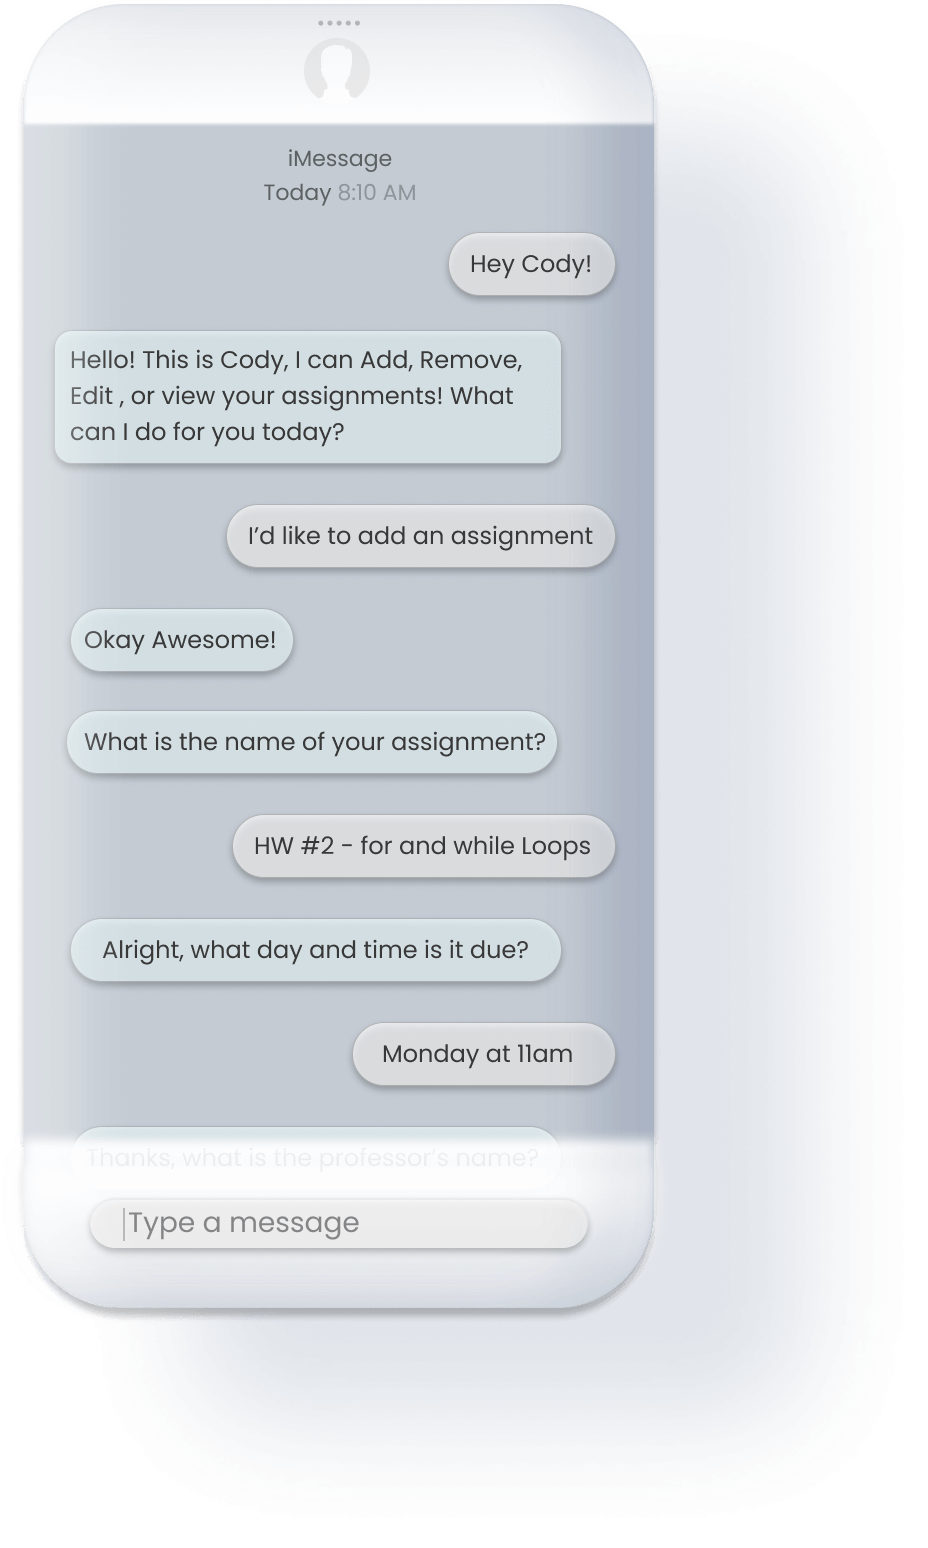 iMessage
Today 8:10 AM
Hey Cody!
Hello! This is Cody, I can Add, Remove,
Edit , or view your assignments! What
can I do for you today?
I’d like to add an assignment
Okay Awesome!
What is the name of your assignment?
HW #2 - for and while Loops
Alright, what day and time is it due?
Monday at 11am
Thanks, what is the professor's name?
Type a message